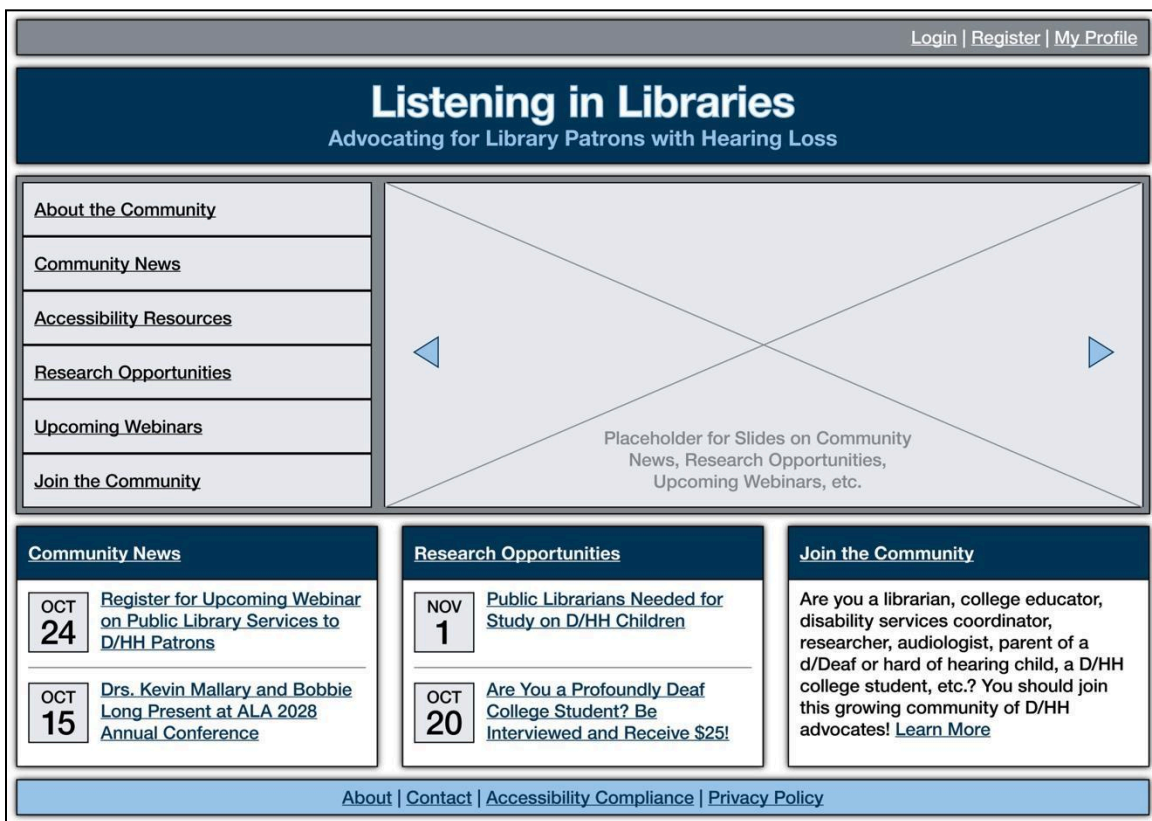 Login | Register | My Profile
Listening in Libraries
Advocating for Library Patrons with Hearing Loss
About the Community
Community News
Accessibility Resources
Research Opportunities
Upcoming Webinars
Join the Community
Placeholder for Slides on Community
News, Research Opportunities,
Upcoming Webinars, etc.
Community News
OCT
24
Register for Upcoming Webinar
on Public Library Services to
D/HH Patrons
OCT
15
Drs. Kevin Mallary and Bobbie
Long Present at ALA 2028
Annual Conference
Research Opportunities
NOV
1
Public Librarians Needed for
Study on D/HH Children
OCT
20
Are You a Profoundly Deaf
College Student? Be
Interviewed and Receive $25!
Join the Community
Are you a librarian, college educator,
disability services coordinator,
researcher, audiologist, parent of a
d/Deaf or hard of hearing child, a D/HH
college student, etc.? You should join
this growing community of D/HH
advocates! Learn More
About | Contact | Accessibility Compliance | Privacy Policy